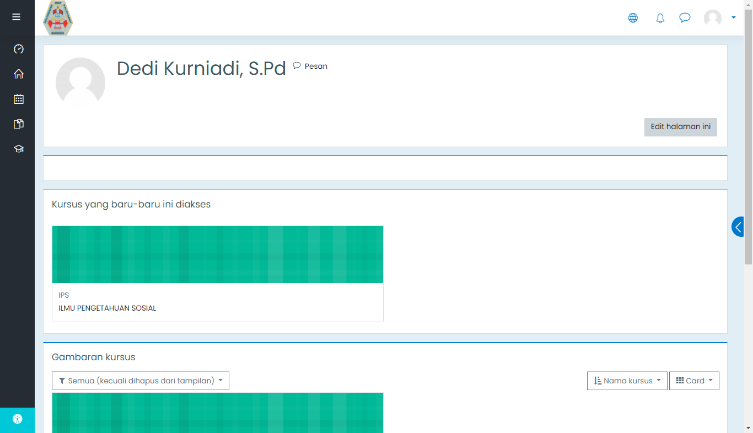 Dedi Kurniadi, S.Pd
Pesan
Edit halaman ini
Kursus yang baru-baru ini diakses
IPS
ILMU PENGETAHUAN SOSIAL
Gambaran kursus
Semua (kecuali dihapus dari tampilan)
Nama kursus
Card